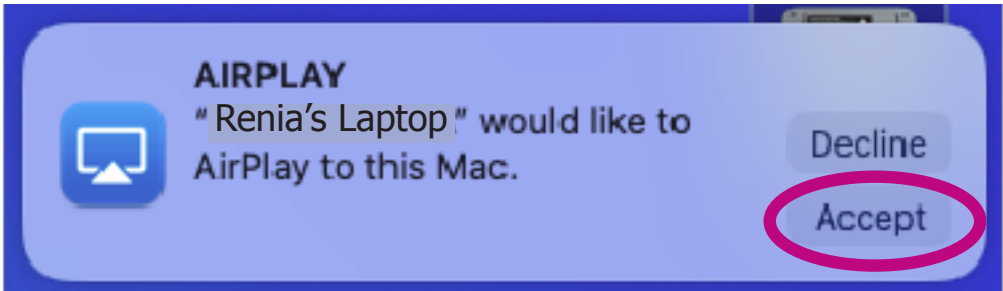 AIRPLAY
“Renia’s Laptop” would like to
AirPlay to this Mac.
Decline
Accept